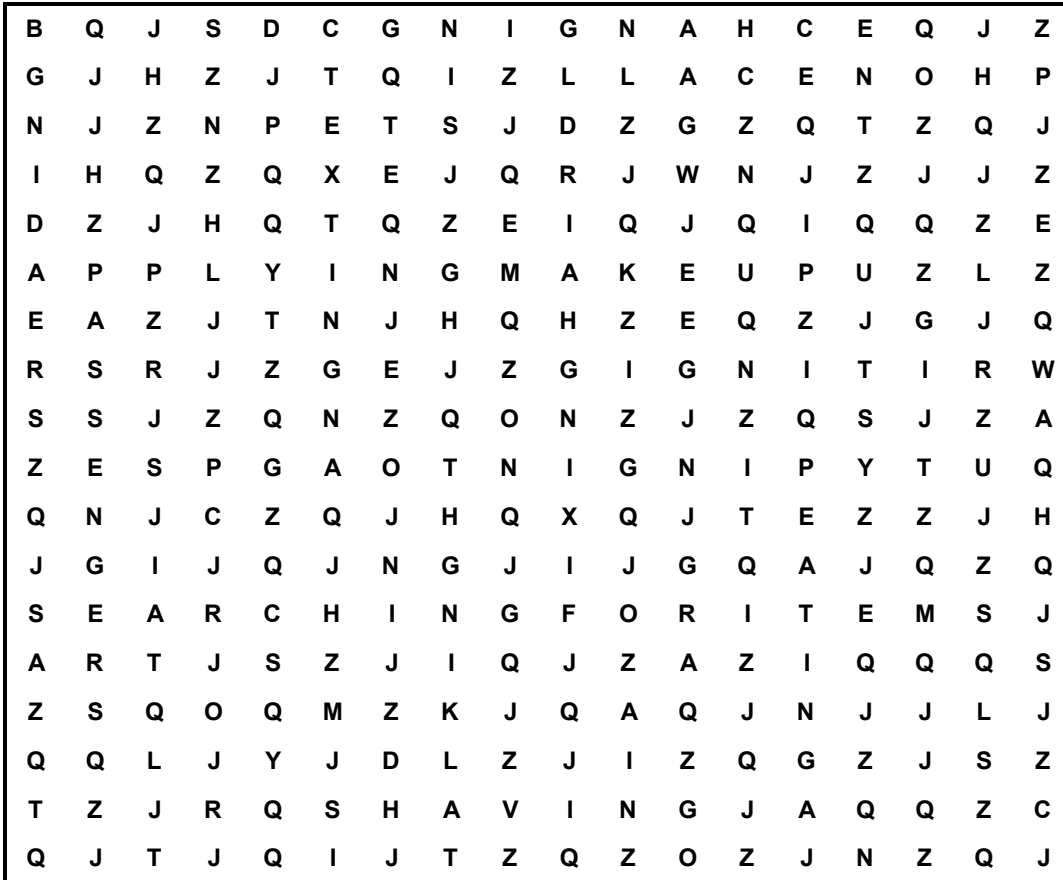 B Q J S D C G N I G N A H C E Q J Z
G J H Z J T Q I Z L L A C E N O H P
N J Z N P E T S J D Z G Z Q T Z Q J
I H Q Z Q X E J Q R J W N J Z J J Z
D Z J H Q T Q Z E I Q J Q I Q Q Z E
A P P L Y I N G M A K E U P U Z L Z
E A Z J T N J H Q H Z E Q Z J G J Q
R S R J Z G E J Z G I G N I T I R W
S S J Z Q N Z Q O N Z J Z Q S J Z A
Z E S P G A O T N I G N I P Y T U Q
Q N J C Z Q J H Q X Q J T E Z Z J H
J G I J Q J N G J I J G Q A J Q Z Q
S E A R C H I N G F O R I T E M S J
A R T J S Z J I Q J Z A Z I Q Q Q S
Z S Q O Q M Z K J Q A Q J N J J L J
Q Q L J Y J D L Z J I Z Q G Z J S Z
T Z J R Q S H A V I N G J A Q Q Z C
Q J T J Q I J T Z Q Z O Z J N Z Q J